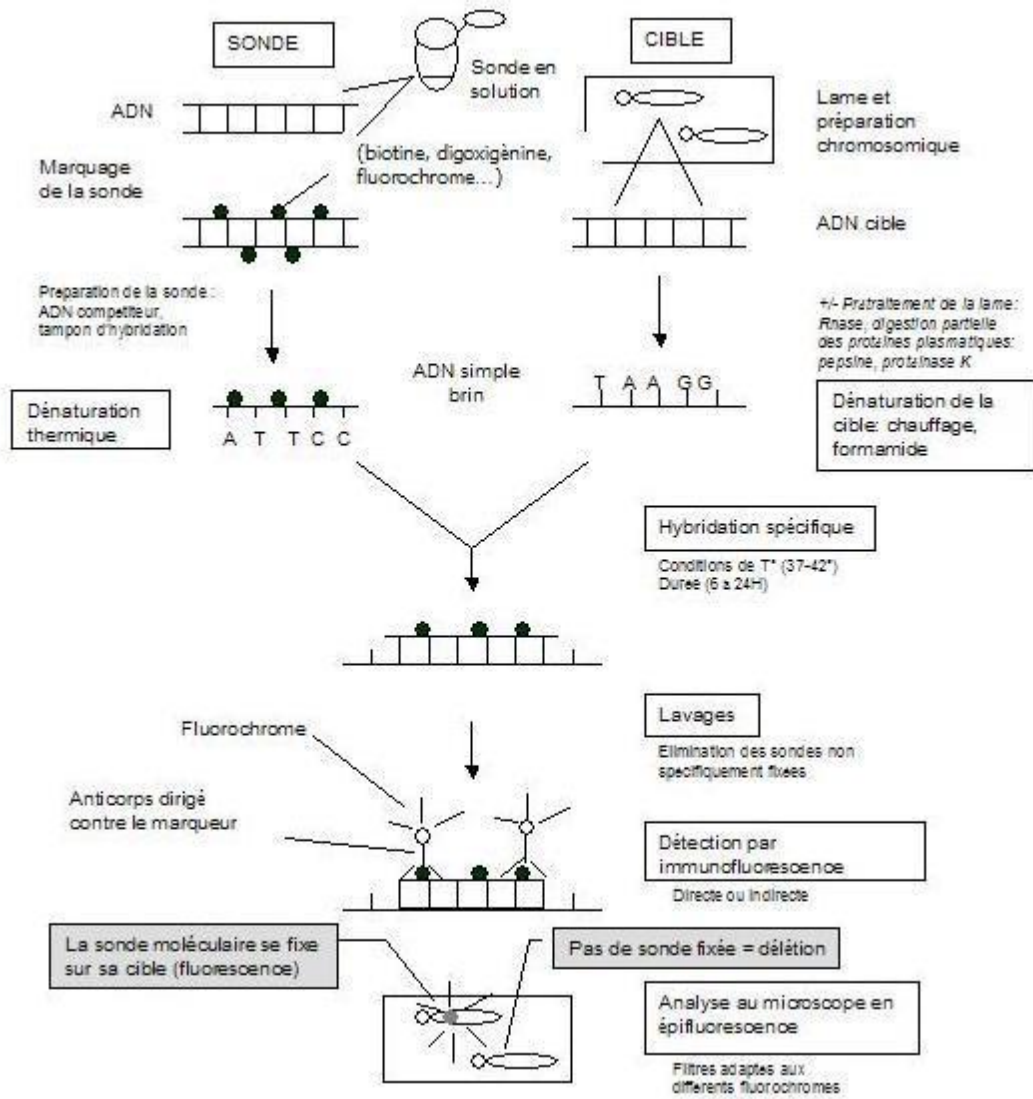 SONDE
CIBLE
Sonde en
solution
ADN
Lame et
préparation
chromosomique
(biotine, digoxigènine,
fluorochrome...)
Marquage
de la sonde
ADN cible
Preparation de la sonde :
ADN competiteur,
tampon d'hybridation
+/- Prétraitement de la lame:
Rnase, digestion partielle
des protéines plasmatiques:
pepsine, protéinase K
ADN simple
brin
T A A G G
Dénaturation
thermique
A T T C C
Dénaturation de la
cible: chauffage,
formamide
Hybridation spécifique
Conditions de T° (37-42°)
Duree (6 a 24H)
Fluorochrome
Lavages
Elimination des sondes non
specifiquement fixees
Anticorps dirigé
contre le marqueur
Détection par
immunofluorescence
Directe ou Indirecte
La sonde moléculaire se fixe
sur sa cible (fluorescence)
Pas de sonde fixée = délétion
Analyse au microscope en
épifluorescence
Filtres adaptes aux
differents fluorochromes